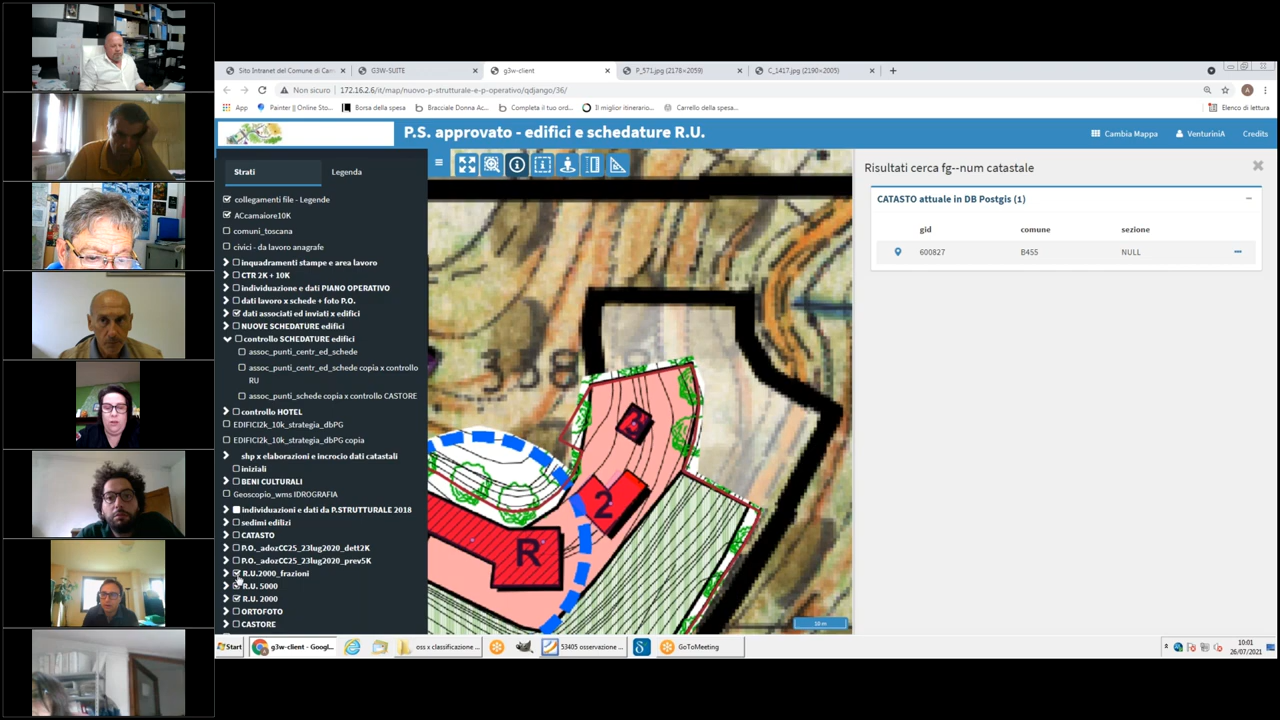 Sito Intranet del Comune di Cam
G3W-SUITE
g3w-client
P_571.jpg (2178×2059)
C_1417.jpg (2190×2005)
Non sicuro
172.16.2.6/it/map/nuovo-p-strutturale-e-p-operativo/qdjango/36/
A
App
Painter || Online Sto...
Borsa della spesa
Bracciale Donna Ac...
Completa il tuo ord...
Il miglior itinerario...
Carrello della spesa...
Elenco di lettura
P.S. approvato - edifici e schedature R.U.
Cambia Mappa
VenturiniA
Credits
Strati
Legenda
collegamenti file - Legende
ACcamaiore10K
comuni_toscana
civici - da lavoro anagrafe
inquadramenti stampe e area lavoro
CTR 2K + 10K
individuazione e dati PIANO OPERATIVO
dati lavoro x schede + foto P.O.
dati associati ed inviati x edifici
NUOVE SCHEDATURE edifici
controllo SCHEDATURE edifici
assoc_punti_centr_ed_schede
assoc_punti_centr_ed_schede copia x controllo
RU
assoc_punti_schede copia x controllo CASTORE
controllo HOTEL
EDIFICI2k_10k_strategia_dbPG
EDIFICI2k_10k_strategia_dbPG copia
shp x elaborazioni e incrocio dati catastali
iniziali
BENI CULTURALI
Geoscopio_wms IDROGRAFIA
individuazioni e dati da P.STRUTTURALE 2018
sedimi edilizi
CATASTO
P.O._adozCC25_23lug2020_dett2K
P.O._adozCC25_23lug2020_prev5K
R.U.2000_frazioni
R.U. 5000
R.U. 2000
ORTOFOTO
CASTORE
338
2
R
10 m
Risultati cerca fg--num catastale
CATASTO attuale in DB Postgis (1)
gid
comune
sezione
600827
B455
NULL
Start
g3w-client - Googl...
oss x classificazione ...
53405 osservazione ...
GoToMeeting
10:01
26/07/2021